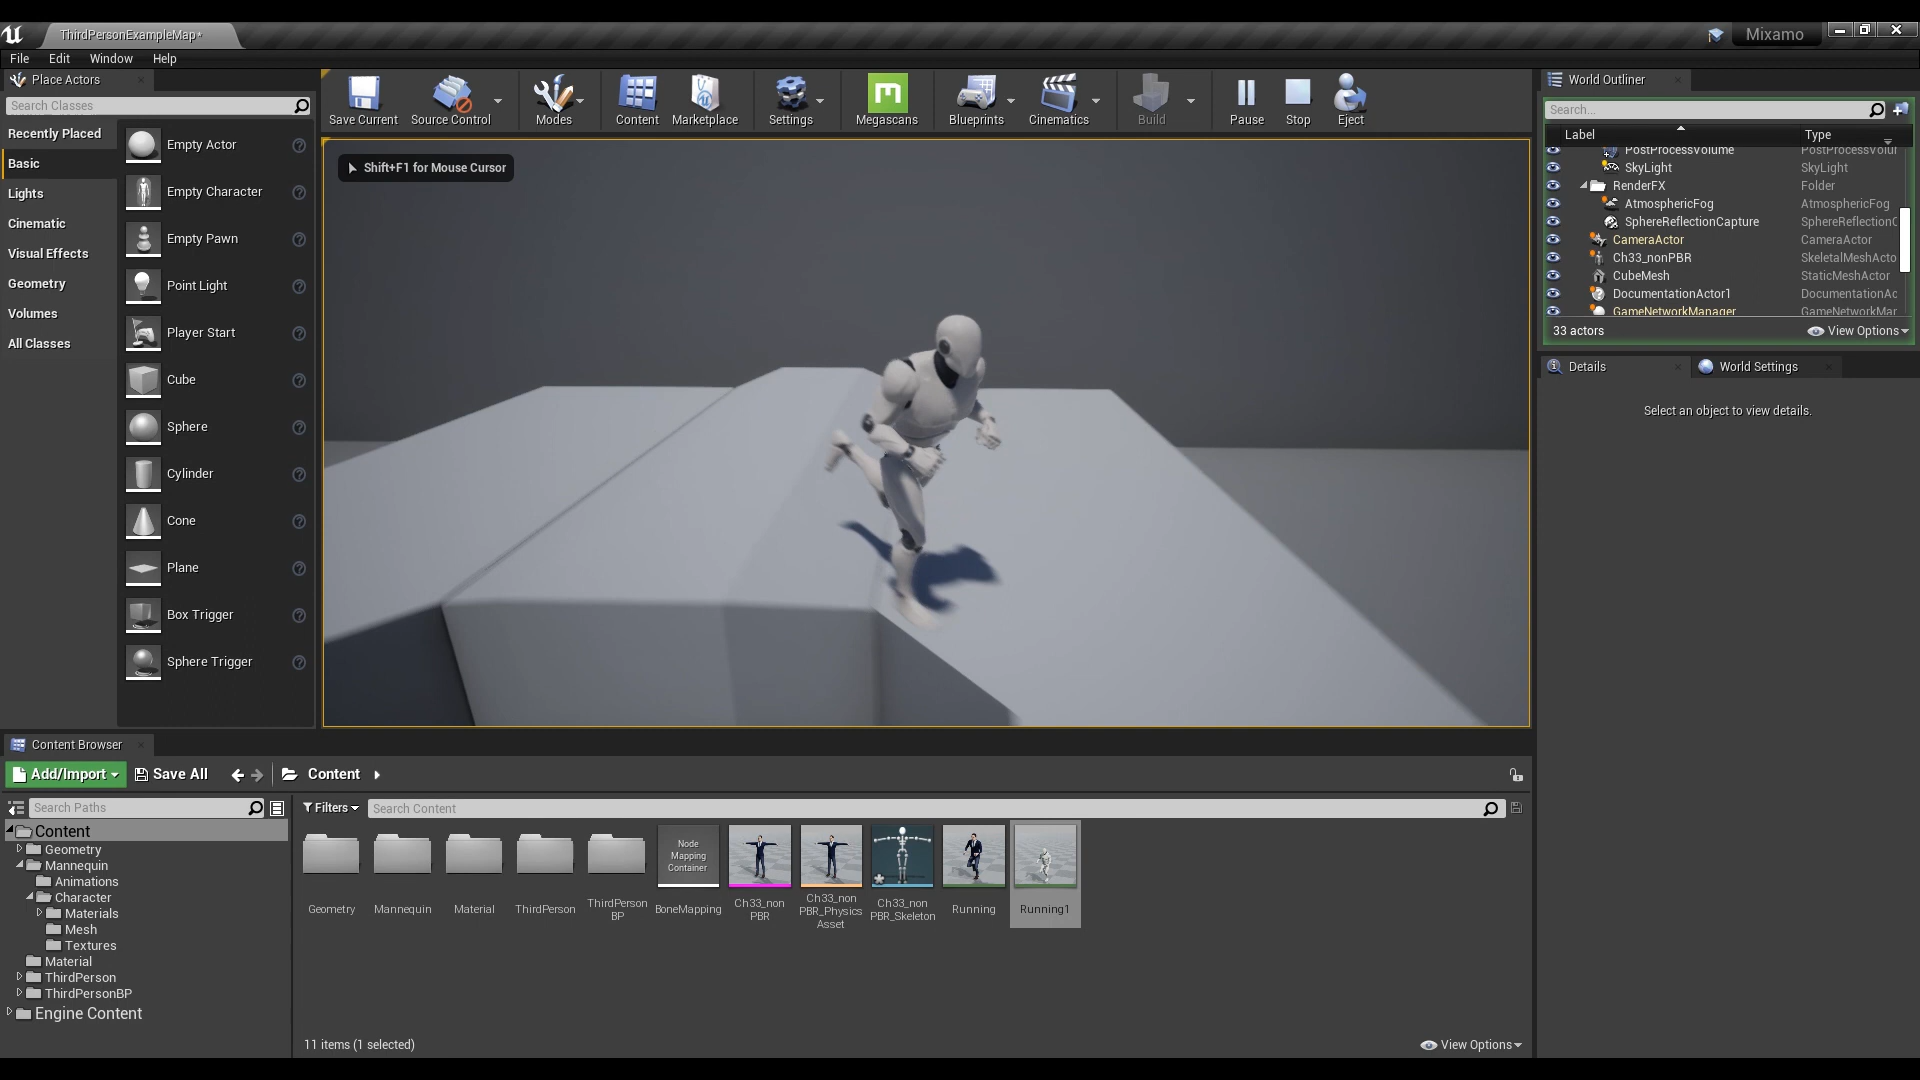 ThirdPersonExampleMap*
Mixamo
File Edit Window Help
Place Actors
Search Classes
Recently Placed
Basic
Lights
Cinematic
Visual Effects
Geometry
Volumes
All Classes
Empty Actor
Empty Character
Empty Pawn
Point Light
Player Start
Cube
Sphere
Cylinder
Cone
Plane
Box Trigger
Sphere Trigger
Save Current
Source Control
Modes
Content
Marketplace
Settings
Megascans
Blueprints
Cinematics
Build
Pause
Stop
Eject
Shift+F1 for Mouse Cursor
World Outliner
Search...
Label Type
PostProcessVolume PostProcessVolu
SkyLight SkyLight
RenderFX Folder
AtmosphericFog AtmosphericFog
SphereReflectionCapture SphereReflectionC
CameraActor CameraActor
Ch33_nonPBR SkeletalMeshActo
CubeMesh StaticMeshActor
DocumentationActor1 DocumentationAc
GameNetworkManager GameNetworkMar
33 actors View Options
Details
World Settings
Select an object to view details.
Content Browser
Add/Import Save All Content
Search Paths
Content
Geometry
Mannequin
Animations
Character
Materials
Mesh
Textures
Material
ThirdPerson
ThirdPersonBP
Engine Content
Filters Search Content
Node
Mapping
Container
Geometry
Mannequin
Material
ThirdPerson
ThirdPerson
BP
BoneMapping
Ch33_non
PBR
Ch33_non
PBR_Physics
Asset
Ch33_non
PBR_Skeleton
Running
Running1
11 items (1 selected)
View Options